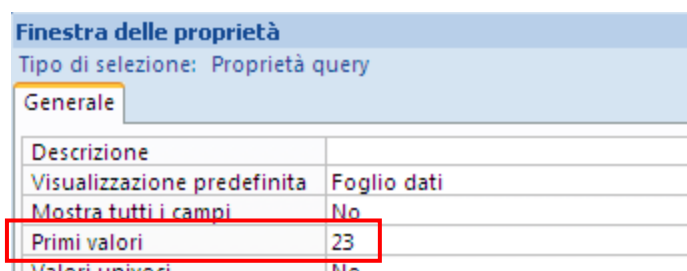 Finestra delle proprietà
Tipo di selezione: Proprietà query
Generale
Descrizione
Visualizzazione predefinita Foglio dati
Mostra tutti i campi No
Primi valori 23
Valori univoci No